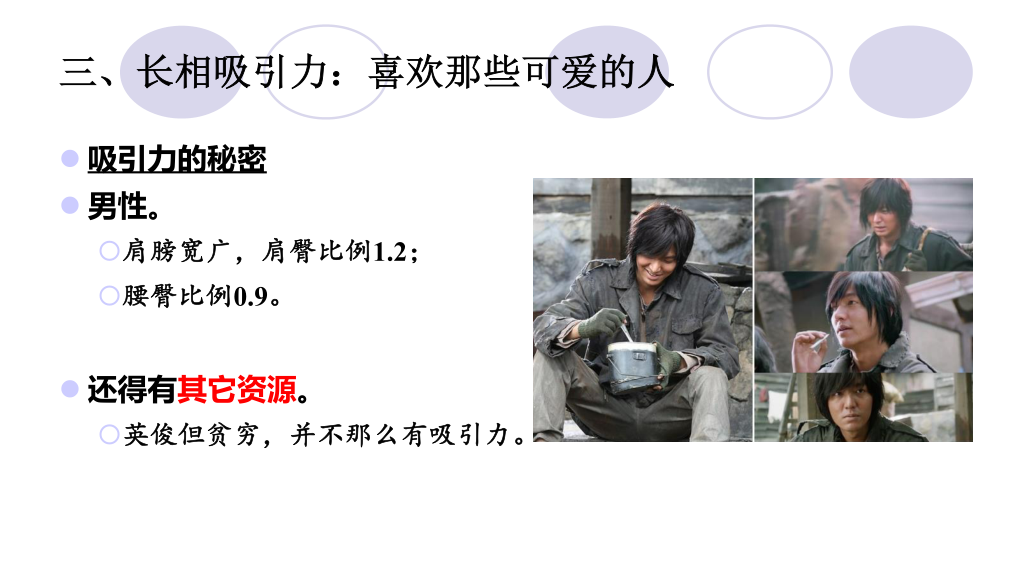 三、长相吸引力：喜欢那些可爱的人
吸引力的秘密
男性。
肩膀宽广，肩臀比例1.2；
腰臀比例0.9。
还得有其它资源。
英俊但贫穷，并不那么有吸引力。